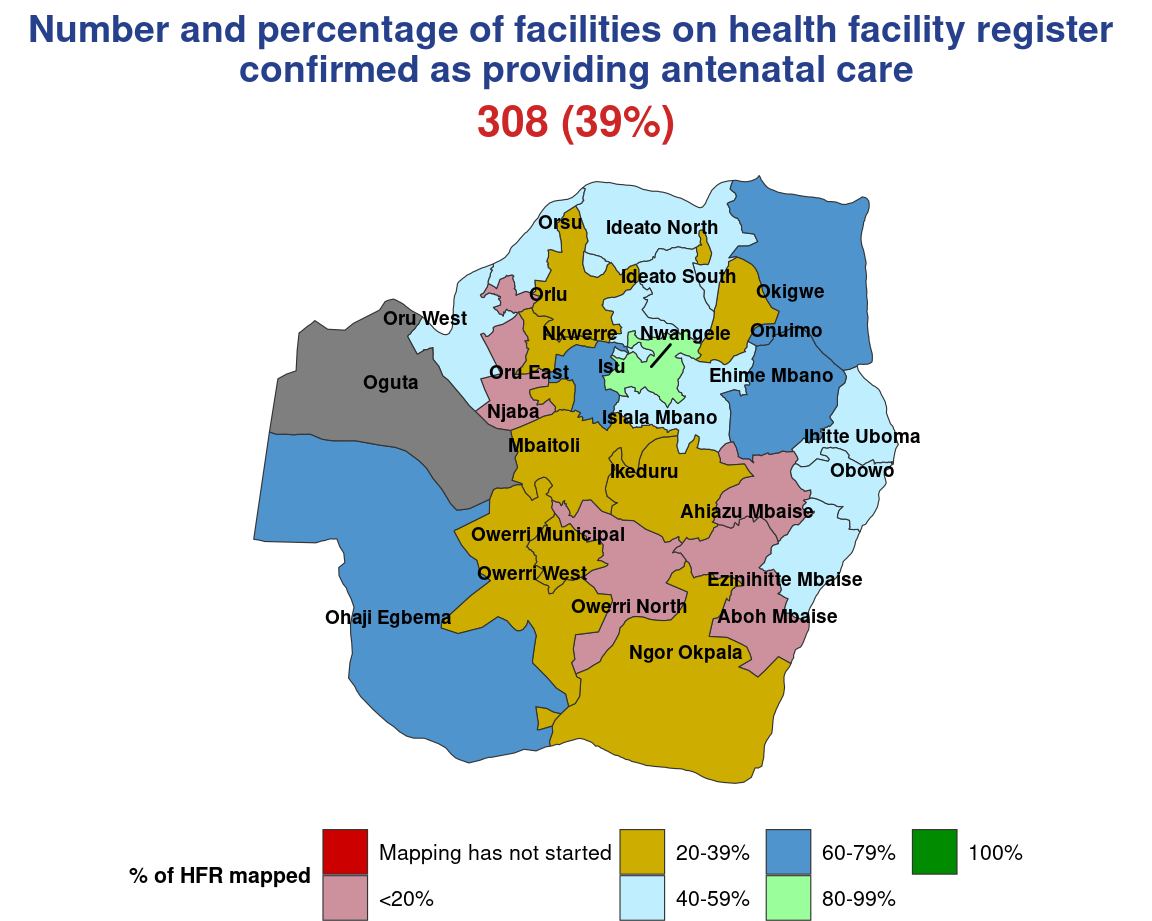 Number and percentage of facilities on health facility register
confirmed as providing antenatal care
308 (39%)
Orsu
Ideato North
Ideato South
Orlu
Okigwe
Oru West
Nkwerre
Nwangele
Onuimo
Isu
Oru East
Ehime Mbano
Oguta
Njaba
Isiala Mbano
Ihitte Uboma
Mbaitoli
Ikeduru
Obowo
Ahiazu Mbaise
Owerri Municipal
Owerri West
Ezinihitte Mbaise
Owerri North
Ohaji Egbema
Aboh Mbaise
Ngor Okpala
% of HFR mapped
Mapping has not started
<20%
20-39%
40-59%
60-79%
80-99%
100%